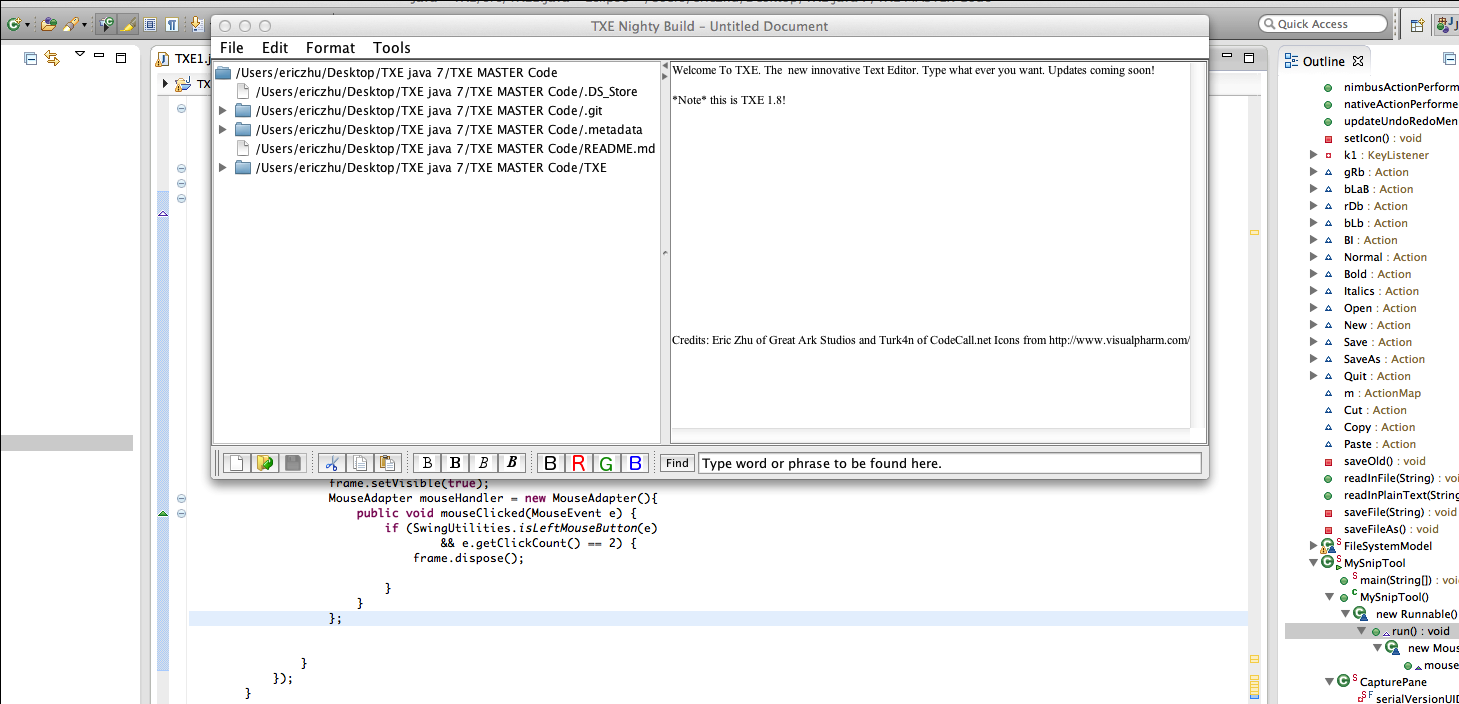 Quick Access
TXE Nighty Build – Untitled Document
File Edit Format Tools
TXE1.j
TX
/Users/ericzhu/Desktop/TXE java 7/TXE MASTER Code
/Users/ericzhu/Desktop/TXE java 7/TXE MASTER Code/.DS_Store
/Users/ericzhu/Desktop/TXE java 7/TXE MASTER Code/.git
/Users/ericzhu/Desktop/TXE java 7/TXE MASTER Code/.metadata
/Users/ericzhu/Desktop/TXE java 7/TXE MASTER Code/README.md
/Users/ericzhu/Desktop/TXE java 7/TXE MASTER Code/TXE
Welcome To TXE. The  new innovative Text Editor. Type what ever you want. Updates coming soon!
*Note* this is TXE 1.8!
Credits: Eric Zhu of Great Ark Studios and Turk4n of CodeCall.net Icons from http://www.visualpharm.com/
B B B B B R G B Find Type word or phrase to be found here.
frame.setVisible(true);
MouseAdapter mouseHandler = new MouseAdapter(){
public void mouseClicked(MouseEvent e) {
if (SwingUtilities.isLeftMouseButton(e)
&& e.getClickCount() == 2) {
frame.dispose();
}
}
};
}
});
}
Outline
nimbusActionPerform
nativeActionPerforme
updateUndoRedoMen
setIcon() : void
k1 : KeyListener
gRb : Action
bLaB : Action
rDb : Action
bLb : Action
BI : Action
Normal : Action
Bold : Action
Italics : Action
Open : Action
New : Action
Save : Action
SaveAs : Action
Quit : Action
m : ActionMap
Cut : Action
Copy : Action
Paste : Action
saveOld() : void
readInFile(String) : voi
readInPlainText(String
saveFile(String) : void
saveFileAs() : void
FileSystemModel
MySnipTool
main(String[]) : voi
MySnipTool()
new Runnable()
run() : void
new Mous
mouse
CapturePane
serialVersionUID